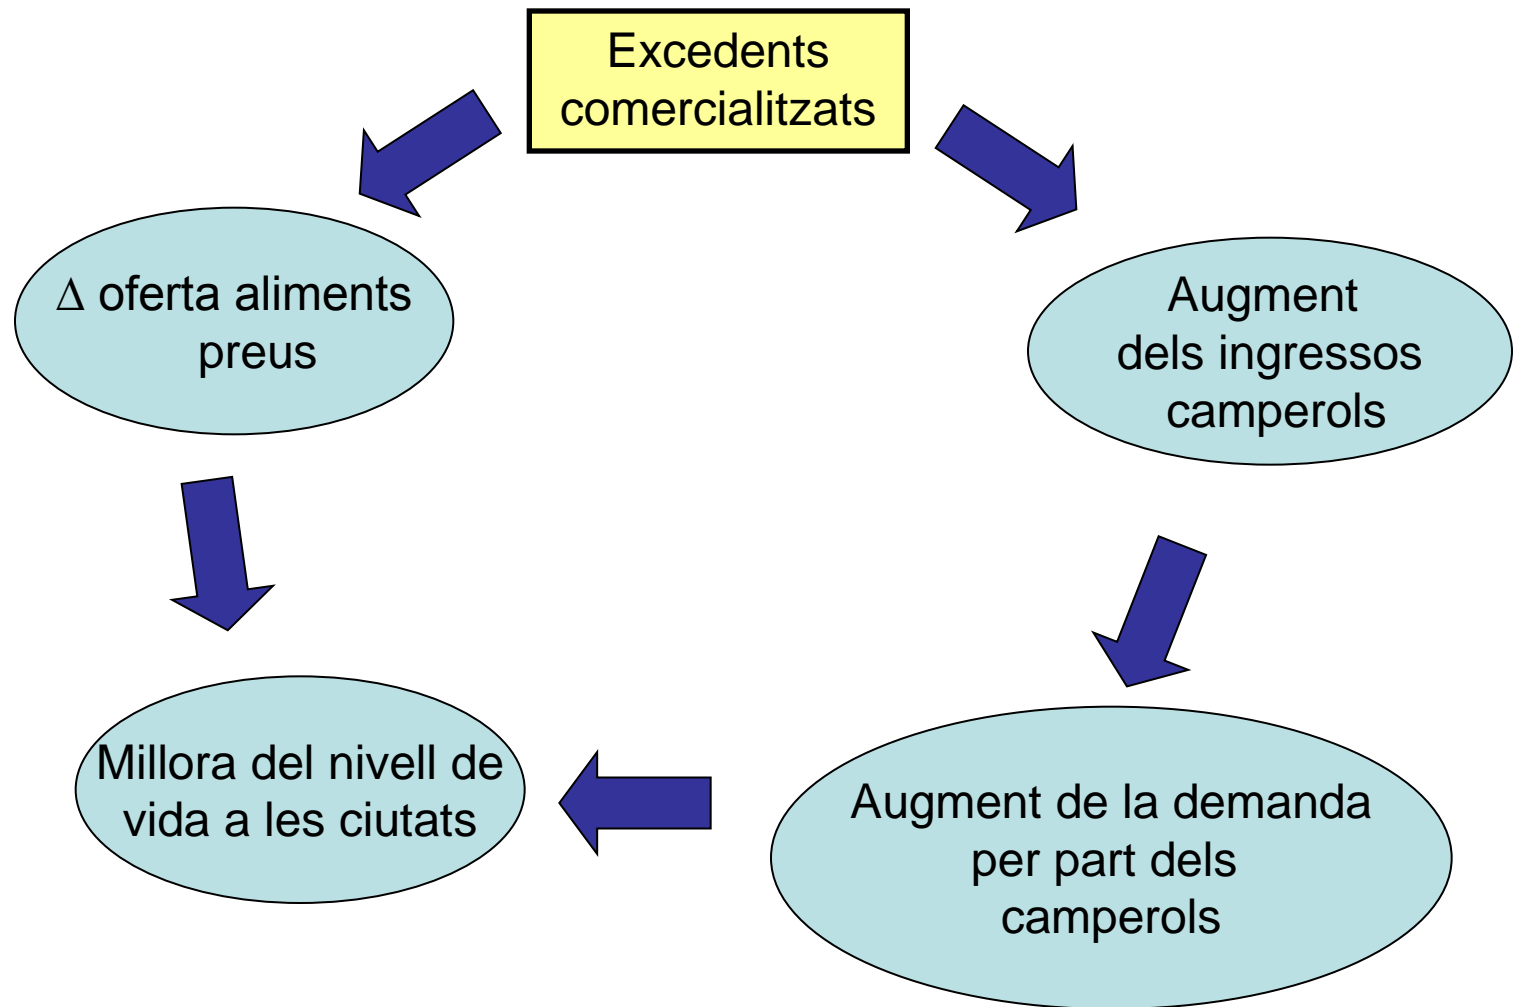 Excedents
comercialitzats
Δ oferta aliments
preus
Augment
dels ingressos
camperols
Millora del nivell de
vida a les ciutats
Augment de la demanda
per part dels
camperols